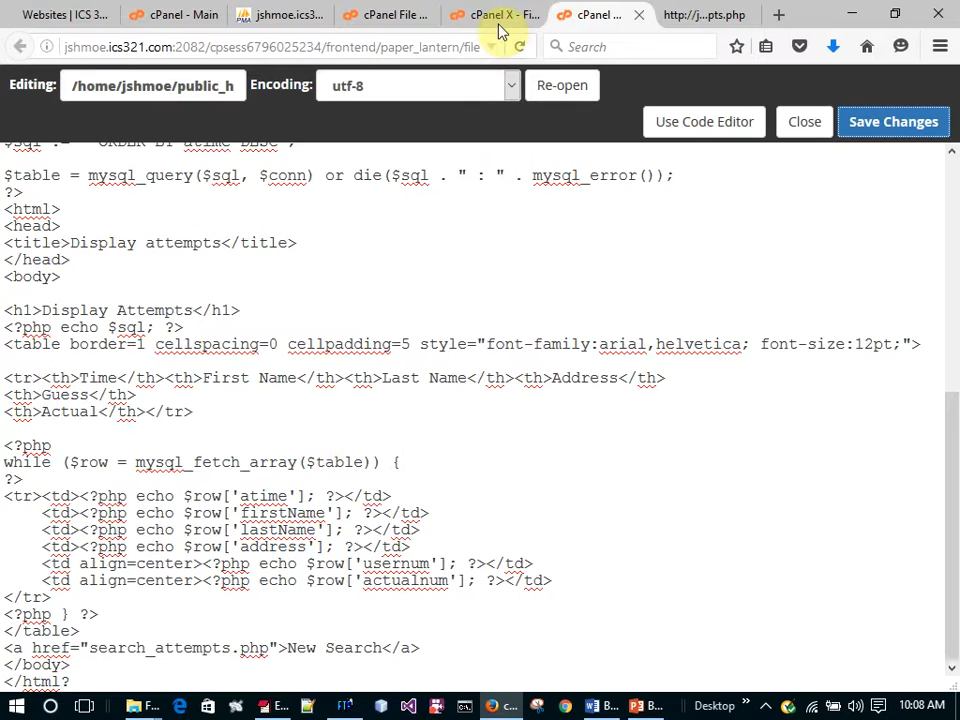 Websites | ICS 3... cPanel - Main jshmoe.ics3... cPanel File ... cPanel X - Fi... cPanel ... http://j...pts.php
jshmoe.ics321.com:2082/cpsess6796025234/frontend/paper_lantern/file Search
Editing: /home/jshmoe/public_h Encoding: utf-8 Re-open
Use Code Editor Close Save Changes
$sql .= " ORDER BY atime DESC";
$table = mysql_query($sql, $conn) or die($sql . " : " . mysql_error());
?>
<html>
<head>
<title>Display attempts</title>
</head>
<body>
<h1>Display Attempts</h1>
<?php echo $sql; ?>
<table border=1 cellspacing=0 cellpadding=5 style="font-family:arial,helvetica; font-size:12pt;">
<tr><th>Time</th><th>First Name</th><th>Last Name</th><th>Address</th>
<th>Guess</th>
<th>Actual</th></tr>
<?php
while ($row = mysql_fetch_array($table)) {
?>
<tr><td><?php echo $row['atime']; ?></td>
<td><?php echo $row['firstName']; ?></td>
<td><?php echo $row['lastName']; ?></td>
<td><?php echo $row['address']; ?></td>
<td align=center><?php echo $row['usernum']; ?></td>
<td align=center><?php echo $row['actualnum']; ?></td>
</tr>
<?php } ?>
</table>
<a href="search_attempts.php">New Search</a>
</body>
</html?
F... E... c... B... B... Desktop 10:08 AM